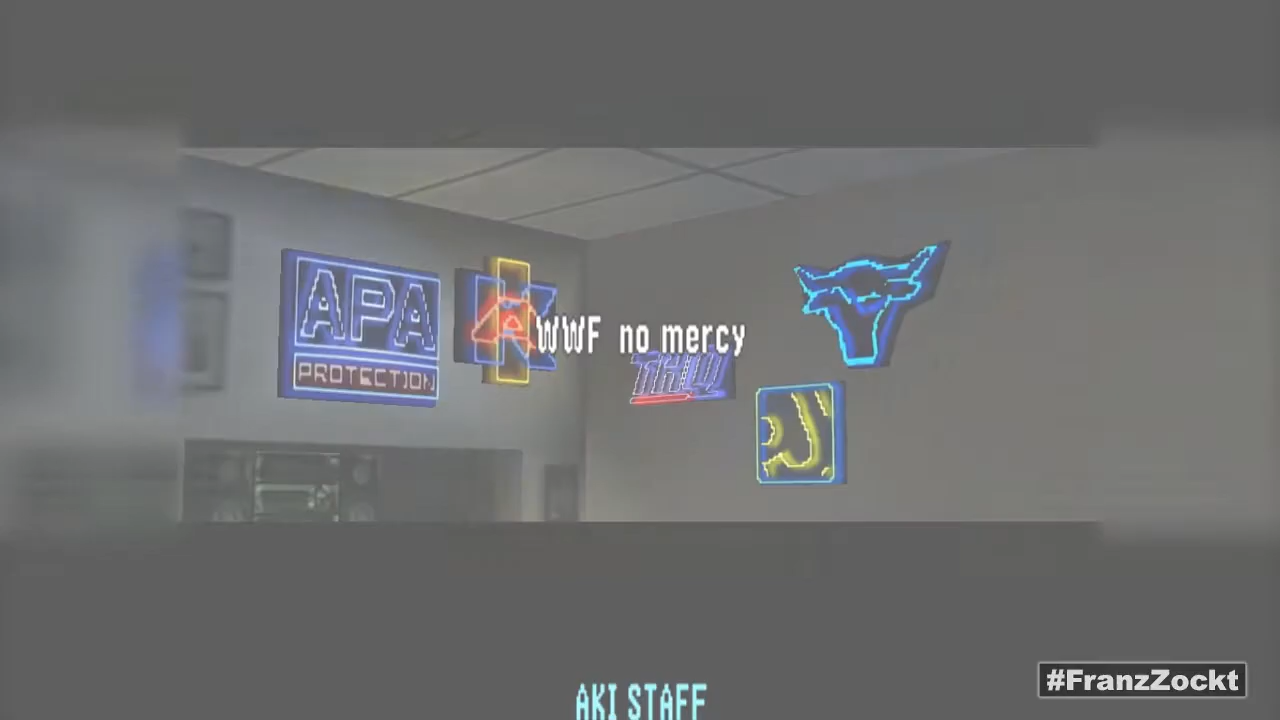 APA
PROTECTION
WWF no mercy
THQ
AKI STAFF
#FranzZockt